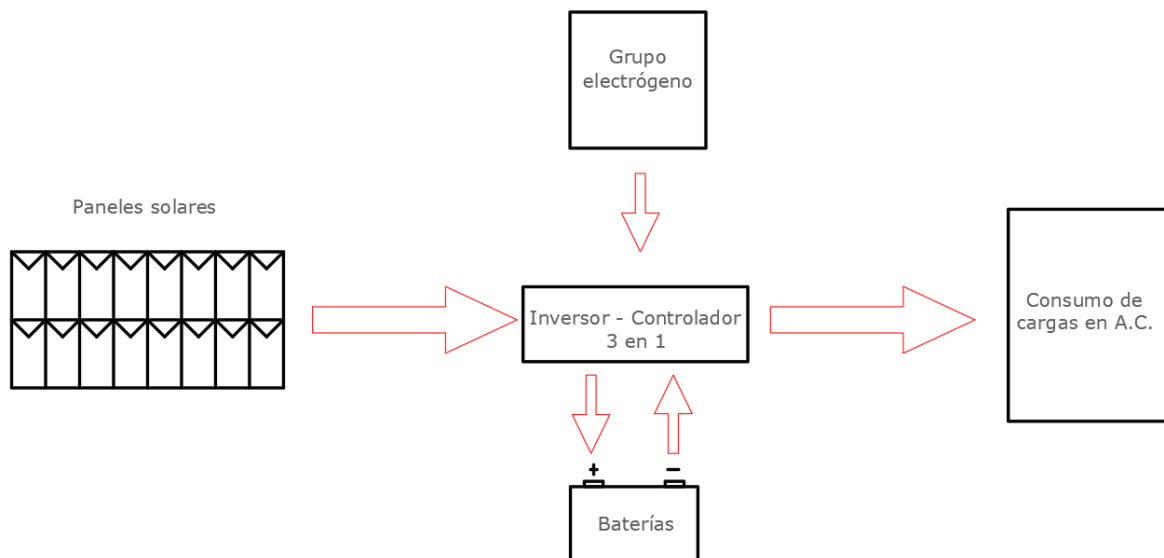 Grupo
electrógeno
Paneles solares
Inversor - Controlador
3 en 1
Consumo de
cargas en A.C.
+ −
Baterías